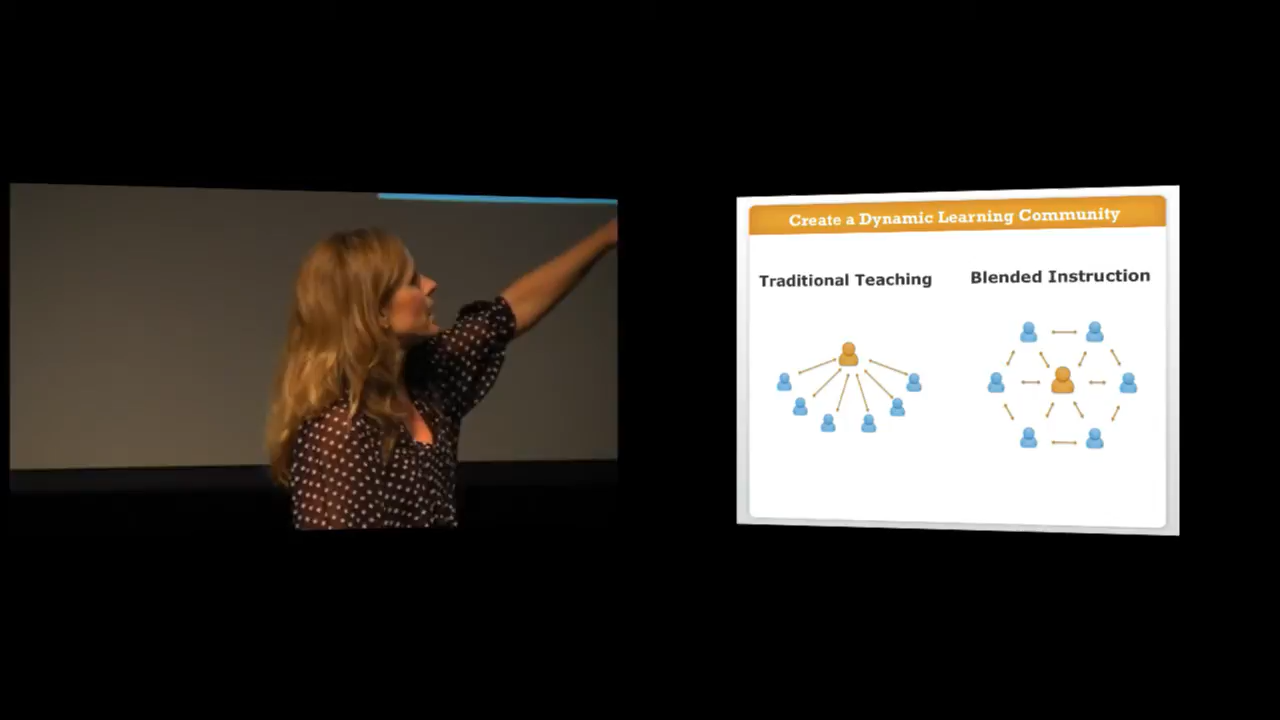 Create a Dynamic Learning Community
Traditional Teaching
Blended Instruction